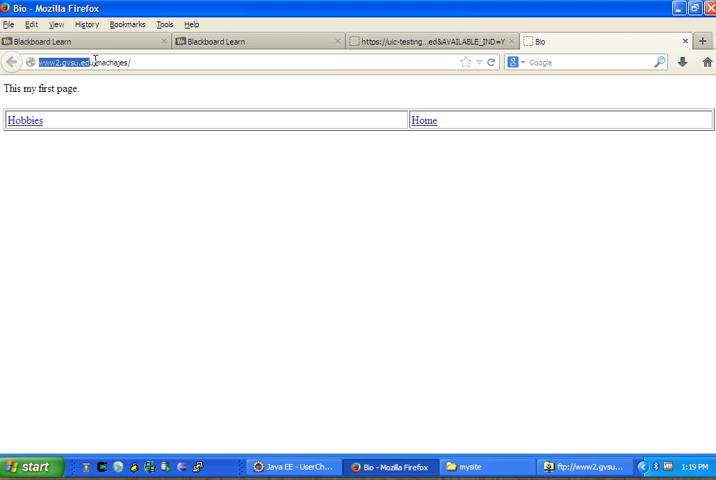 Bio - Mozilla Firefox
File Edit View History Bookmarks Tools Help
Bb Blackboard Learn
Bb Blackboard Learn
https://uic-testing....ed&AVAILABLE_IND=Y
Bio
www2.gvsu.edu/machajes/
Google
This my first page.
Hobbies
Home
start
Java EE - UserCh...
Bio - Mozilla Firefox
mysite
ftp://www2.gvsu...
1:19 PM